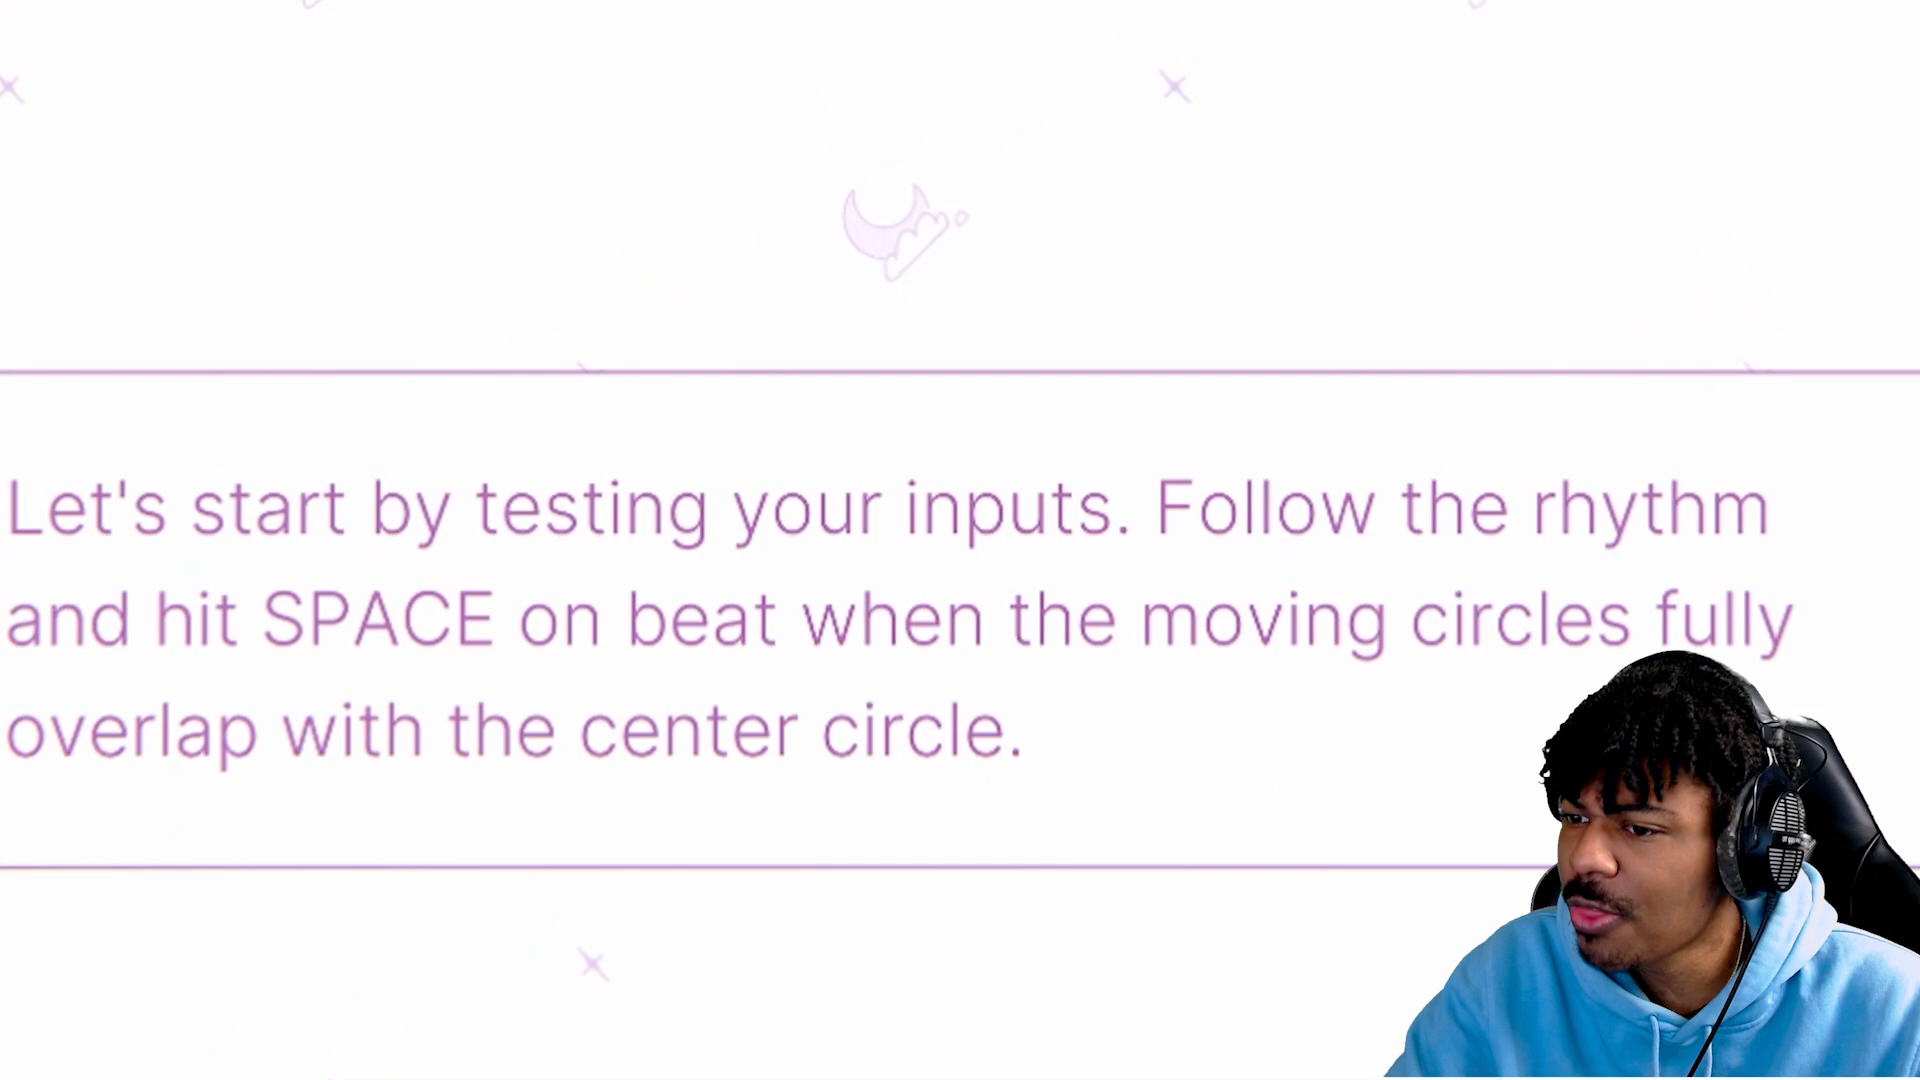 Let's start by testing your inputs. Follow the rhythm
and hit SPACE on beat when the moving circles fully
overlap with the center circle.